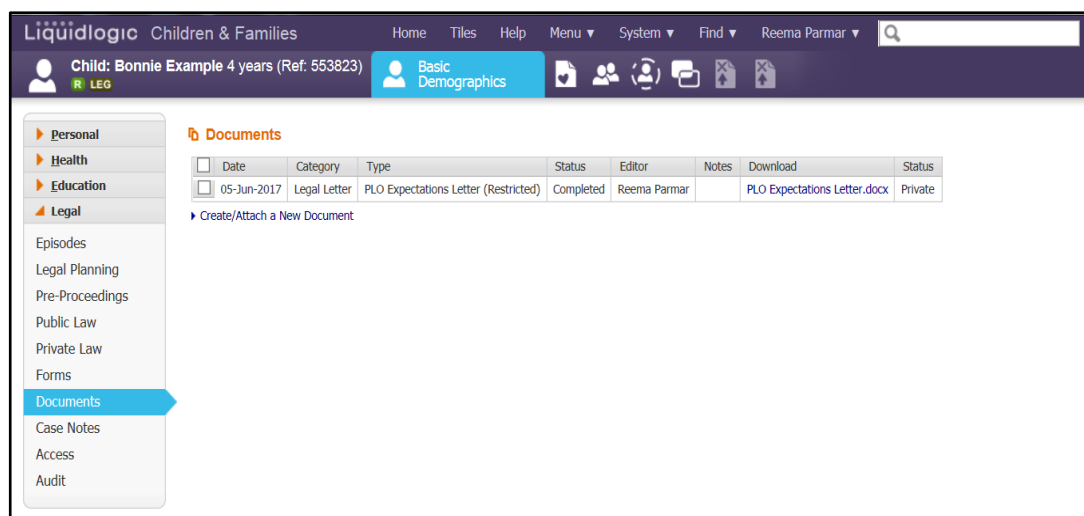 Liquidlogic Children & Families Home Tiles Help Menu ▼ System ▼ Find ▼ Reema Parmar ▼
Child: Bonnie Example 4 years (Ref: 553823)
R LEG
Basic
Demographics
Personal
Health
Education
Legal
Episodes
Legal Planning
Pre-Proceedings
Public Law
Private Law
Forms
Documents
Case Notes
Access
Audit
Documents
Date Category Type Status Editor Notes Download Status
05-Jun-2017 Legal Letter PLO Expectations Letter (Restricted) Completed Reema Parmar PLO Expectations Letter.docx Private
Create/Attach a New Document